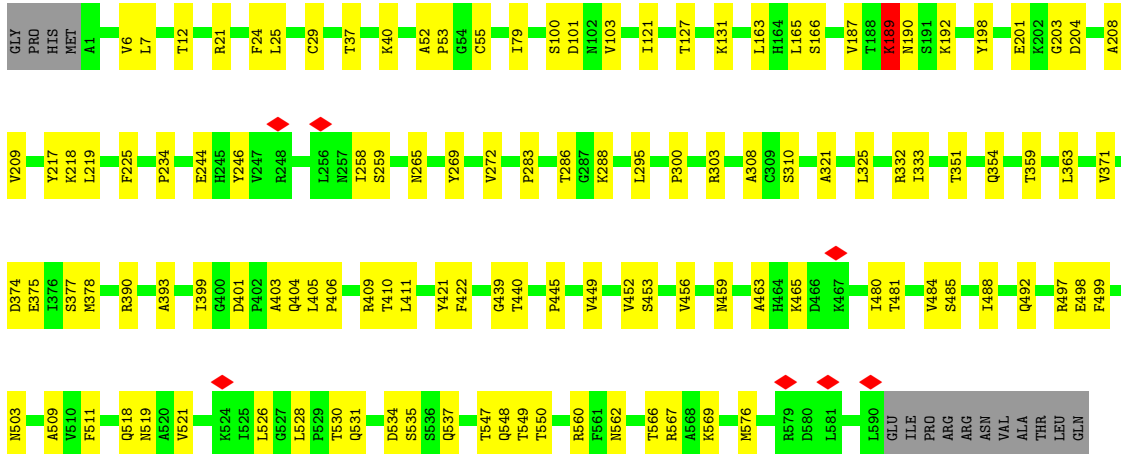 GLY PRO HIS MET A1 V6 L7 T12 R21 F24 L25 C29 T37 K40 A52 P53 G54 C55 I79 S100 D101 N102 V103 I121 T127 K131 L163 H164 L165 S166 V187 T188 K189 N190 S191 K192 Y198 E201 K202 G203 D204 A208
V209 Y217 K218 L219 F225 P234 E244 H245 Y246 V247 R248 L256 N257 I258 S259 N265 Y269 V272 P283 T286 G287 K288 L295 P300 R303 A308 C309 S310 A321 L325 R332 I333 T351 Q354 T359 L363 V371
D374 E375 I376 S377 M378 R390 A393 I399 G400 D401 P402 A403 Q404 L405 P406 R409 T410 L411 Y421 F422 G439 T440 P445 V449 V452 S453 V456 N459 A463 H464 K465 D466 K467 I480 T481 V484 S485 I488 Q492 R497 E498 F499
N503 A509 V510 F511 Q518 N519 A520 V521 K524 I525 L526 G527 L528 P529 T530 Q531 D534 S535 S536 Q537 T547 Q548 T549 T550 R560 F561 N562 T566 R567 A568 K569 M576 R579 D580 L581 L590 GLU ILE PRO ARG ARG ASN VAL ALA THR LEU GLN